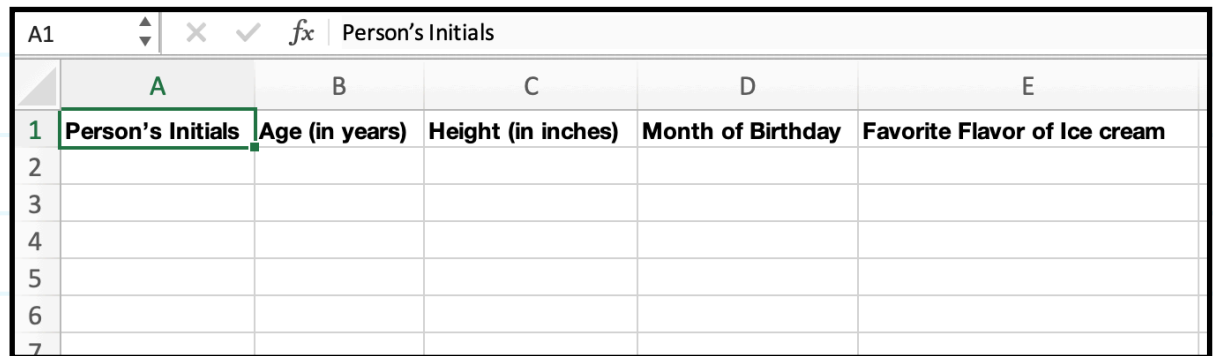 A1 fx Person’s Initials
A B C D E
1 Person’s Initials Age (in years) Height (in inches) Month of Birthday Favorite Flavor of Ice cream
2
3
4
5
6
7